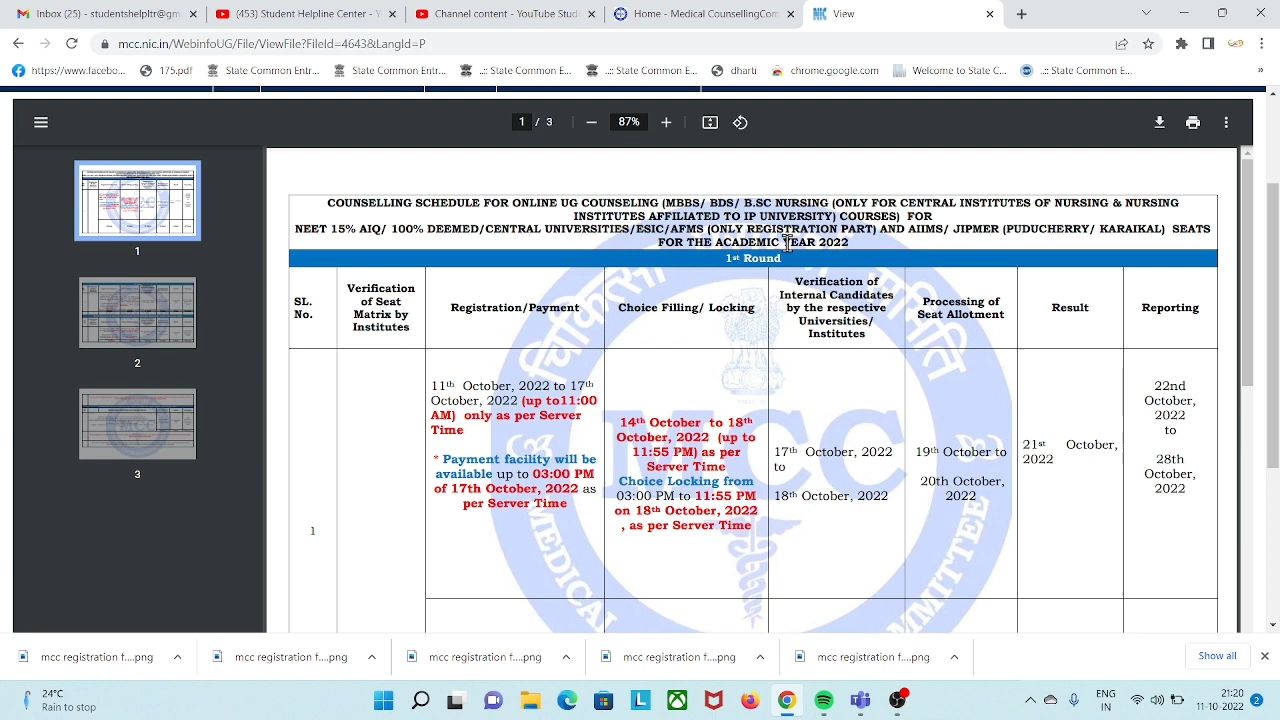 Inbox (25) - studenthelptr@gm
(453) Student Helper - YouTube
Content - YouTube Studio
Home - Medical CounsellingCom
NIC View
mcc.nic.in/WebinfoUG/File/ViewFile?FileId=4643&LangId=P
https://www.facebo...
175.pdf
State Common Entr...
State Common Entr...
.:: State Common E...
.:: State Common E...
dharti
chrome.google.com
Welcome to State C...
.:: State Common E...
»
1 / 3
87%
COUNSELLING SCHEDULE FOR ONLINE UG COUNSELING (MBBS/ BDS/ B.SC NURSING (ONLY FOR CENTRAL INSTITUTES OF NURSING & NURSING
INSTITUTES AFFILIATED TO IP UNIVERSITY) COURSES) FOR
NEET 15% AIQ/ 100% DEEMED/CENTRAL UNIVERSITIES/ESIC/AFMS (ONLY REGISTRATION PART) AND AIIMS/ JIPMER (PUDUCHERRY/ KARAIKAL) SEATS
FOR THE ACADEMIC YEAR 2022
1st Round
SL.
No.
Verification
of Seat
Matrix by
Institutes
Registration/Payment
Choice Filling/ Locking
Verification of
Internal Candidates
by the respective
Universities/
Institutes
Processing of
Seat Allotment
Result
Reporting
1
11th October, 2022 to 17th
October, 2022 (up to11:00
AM) only as per Server
Time
* Payment facility will be
available up to 03:00 PM
of 17th October, 2022 as
per Server Time
14th October to 18th
October, 2022 (up to
11:55 PM) as per
Server Time
Choice Locking from
03:00 PM to 11:55 PM
on 18th October, 2022
, as per Server Time
17th October, 2022
to
18th October, 2022
19th October to
20th October,
2022
21st October,
2022
22nd
October,
2022
to
28th
October,
2022
MCC
MEDICAL
COMMITTEE
1
2
3
mcc registration f....png
mcc registration f....png
mcc registration f....png
mcc registration f....png
mcc registration f....png
Show all
24°C
Rain to stop
ENG
IN
21:20
11-10-2022
2